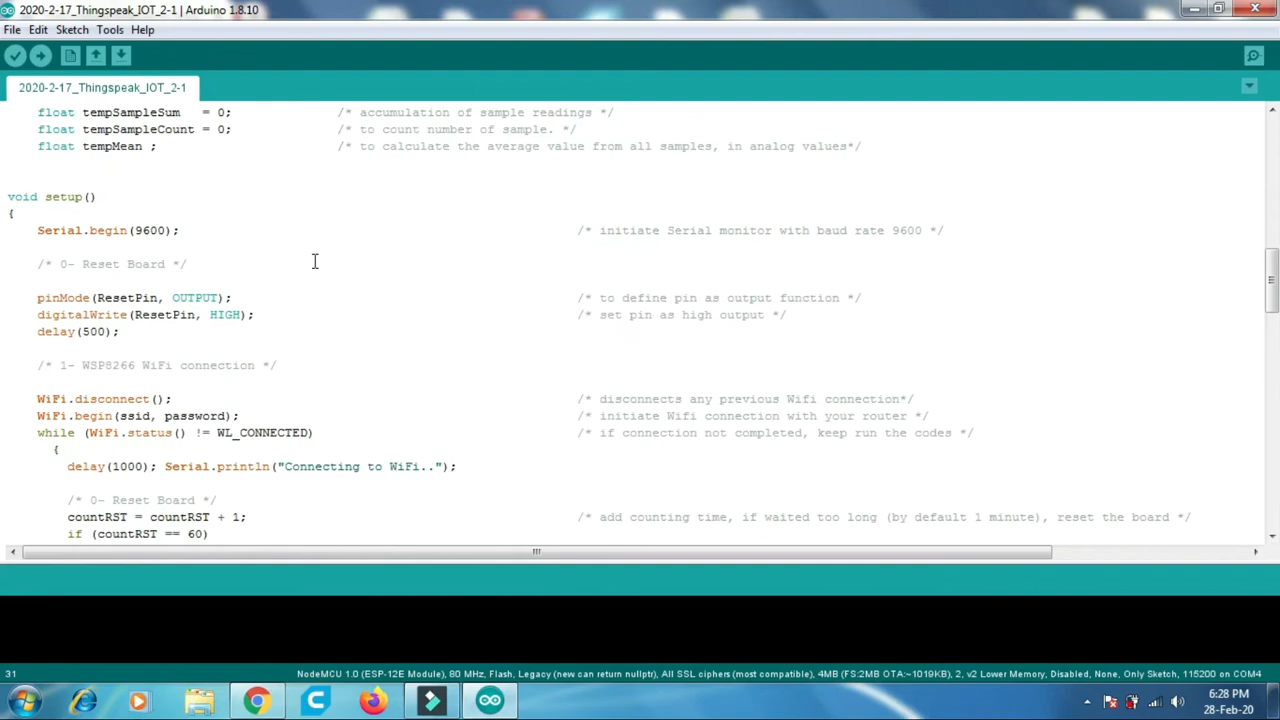 2020-2-17_Thingspeak_IOT_2-1 | Arduino 1.8.10
File Edit Sketch Tools Help
2020-2-17_Thingspeak_IOT_2-1
float tempSampleSum = 0; /* accumulation of sample readings */
float tempSampleCount = 0; /* to count number of sample. */
float tempMean ; /* to calculate the average value from all samples, in analog values*/
void setup()
{
Serial.begin(9600); /* initiate Serial monitor with baud rate 9600 */
/* 0- Reset Board */
pinMode(ResetPin, OUTPUT); /* to define pin as output function */
digitalWrite(ResetPin, HIGH); /* set pin as high output */
delay(500);
/* 1- WSP8266 WiFi connection */
WiFi.disconnect(); /* disconnects any previous Wifi connection*/
WiFi.begin(ssid, password); /* initiate Wifi connection with your router */
while (WiFi.status() != WL_CONNECTED) /* if connection not completed, keep run the codes */
{
delay(1000); Serial.println("Connecting to WiFi..");
/* 0- Reset Board */
countRST = countRST + 1; /* add counting time, if waited too long (by default 1 minute), reset the board */
if (countRST == 60)
31 NodeMCU 1.0 (ESP-12E Module), 80 MHz, Flash, Legacy (new can return nullptr), All SSL ciphers (most compatible), 4MB (FS:2MB OTA:~1019KB), 2, v2 Lower Memory, Disabled, None, Only Sketch, 115200 on COM4
6:28 PM
28-Feb-20